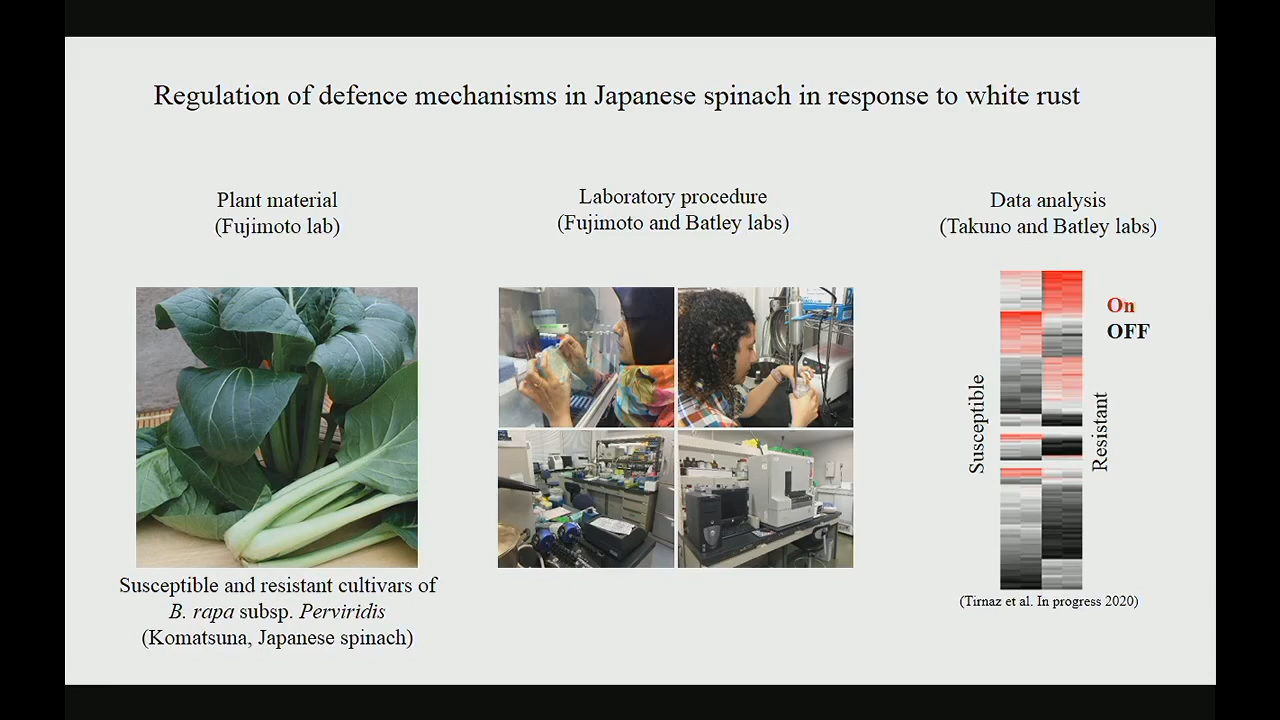 Regulation of defence mechanisms in Japanese spinach in response to white rust
Plant material
(Fujimoto lab)
Laboratory procedure
(Fujimoto and Batley labs)
Data analysis
(Takuno and Batley labs)
On
OFF
Susceptible
Resistant
(Tirnaz et al. In progress 2020)
Susceptible and resistant cultivars of
B. rapa subsp. Perviridis
(Komatsuna, Japanese spinach)